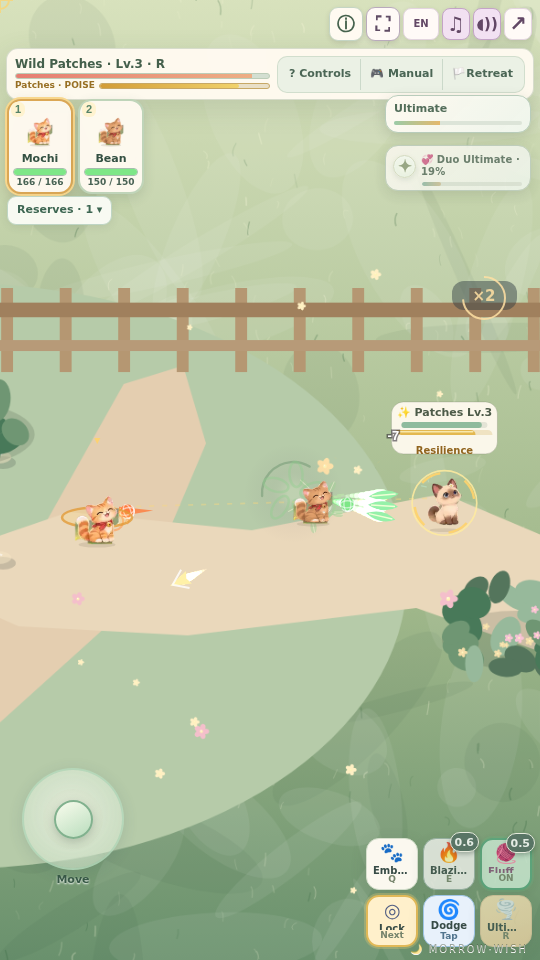 ⓘ
EN
Wild Patches · Lv.3 · R
Patches · POISE
? Controls
🎮 Manual
🏳️Retreat
1
Mochi
166 / 166
2
Bean
150 / 150
Reserves · 1 ▾
Ultimate
💞 Duo Ultimate ·
19%
×2
✨ Patches Lv.3
-7
Resilience
Move
Emb...
Q
0.6
Blazi...
E
0.5
Fluff
ON
Lock
Next
Dodge
Tap
Ulti...
R
🌙 MORROW-WISH